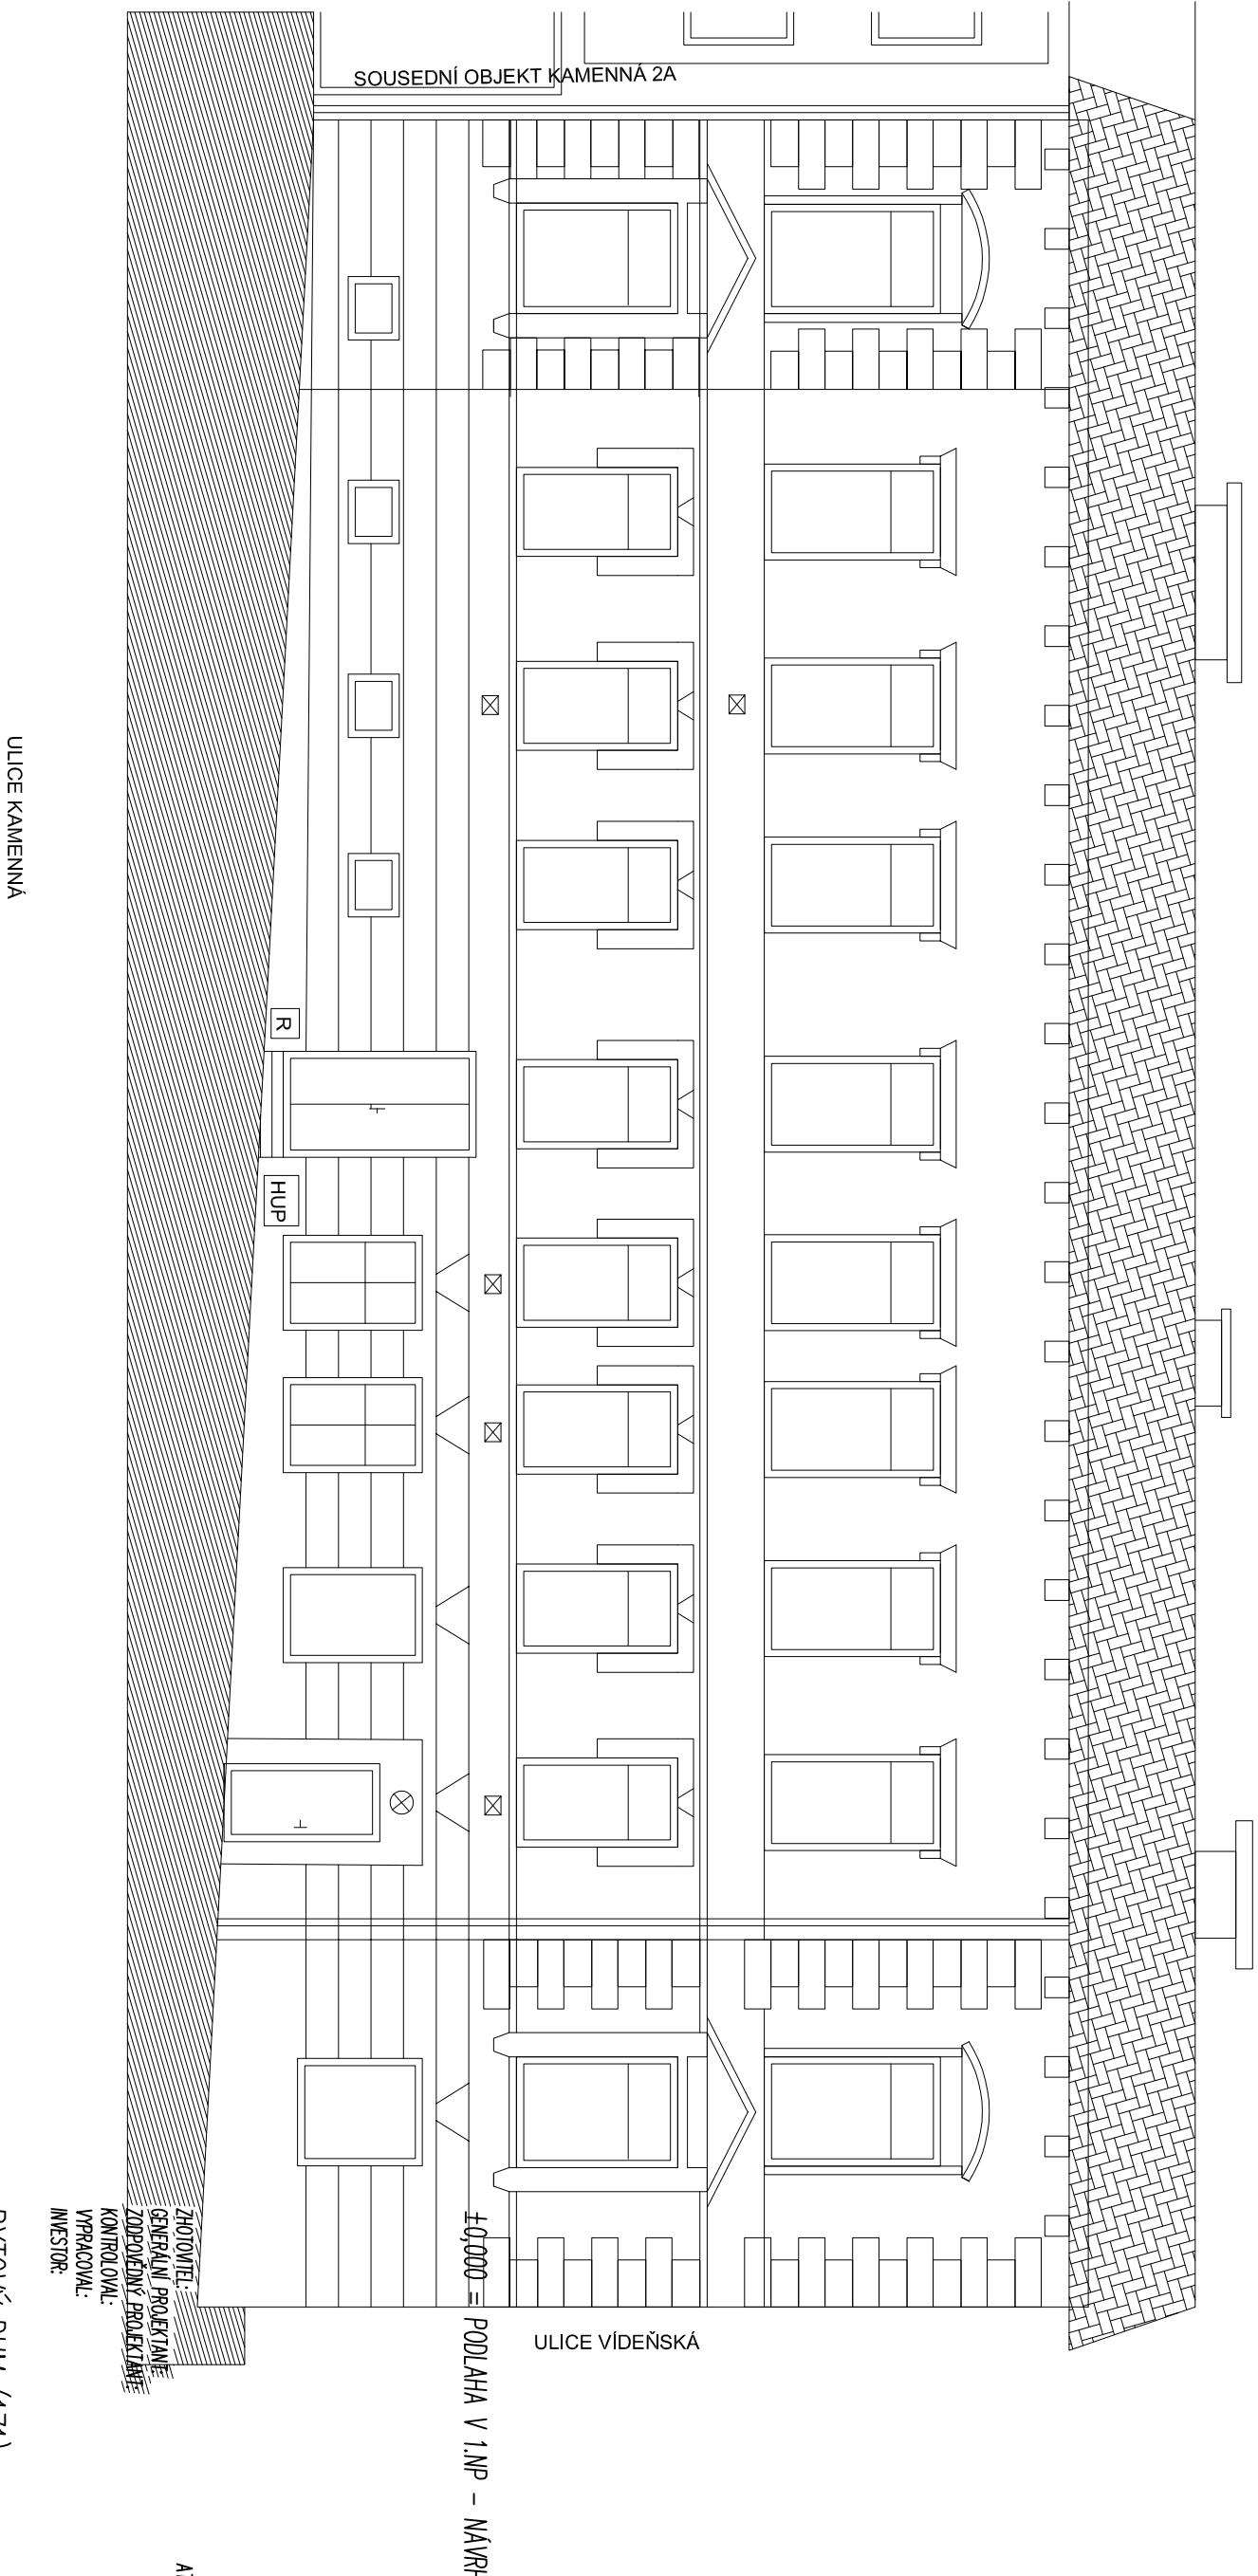 SOUSEDNÍ OBJEKT KAMENNÁ 2A
ULICE KAMENNÁ
R
HUP
ULICE VÍDEŇSKÁ
±0,000 = PODLAHA V 1.NP -
ZHOTOVITEL:
GENERÁLNÍ PROJEKTANT:
ZODPOVĚDNÝ PROJEKTANT:
KONTROLOVAL:
VYPRACOVAL:
INVESTOR: